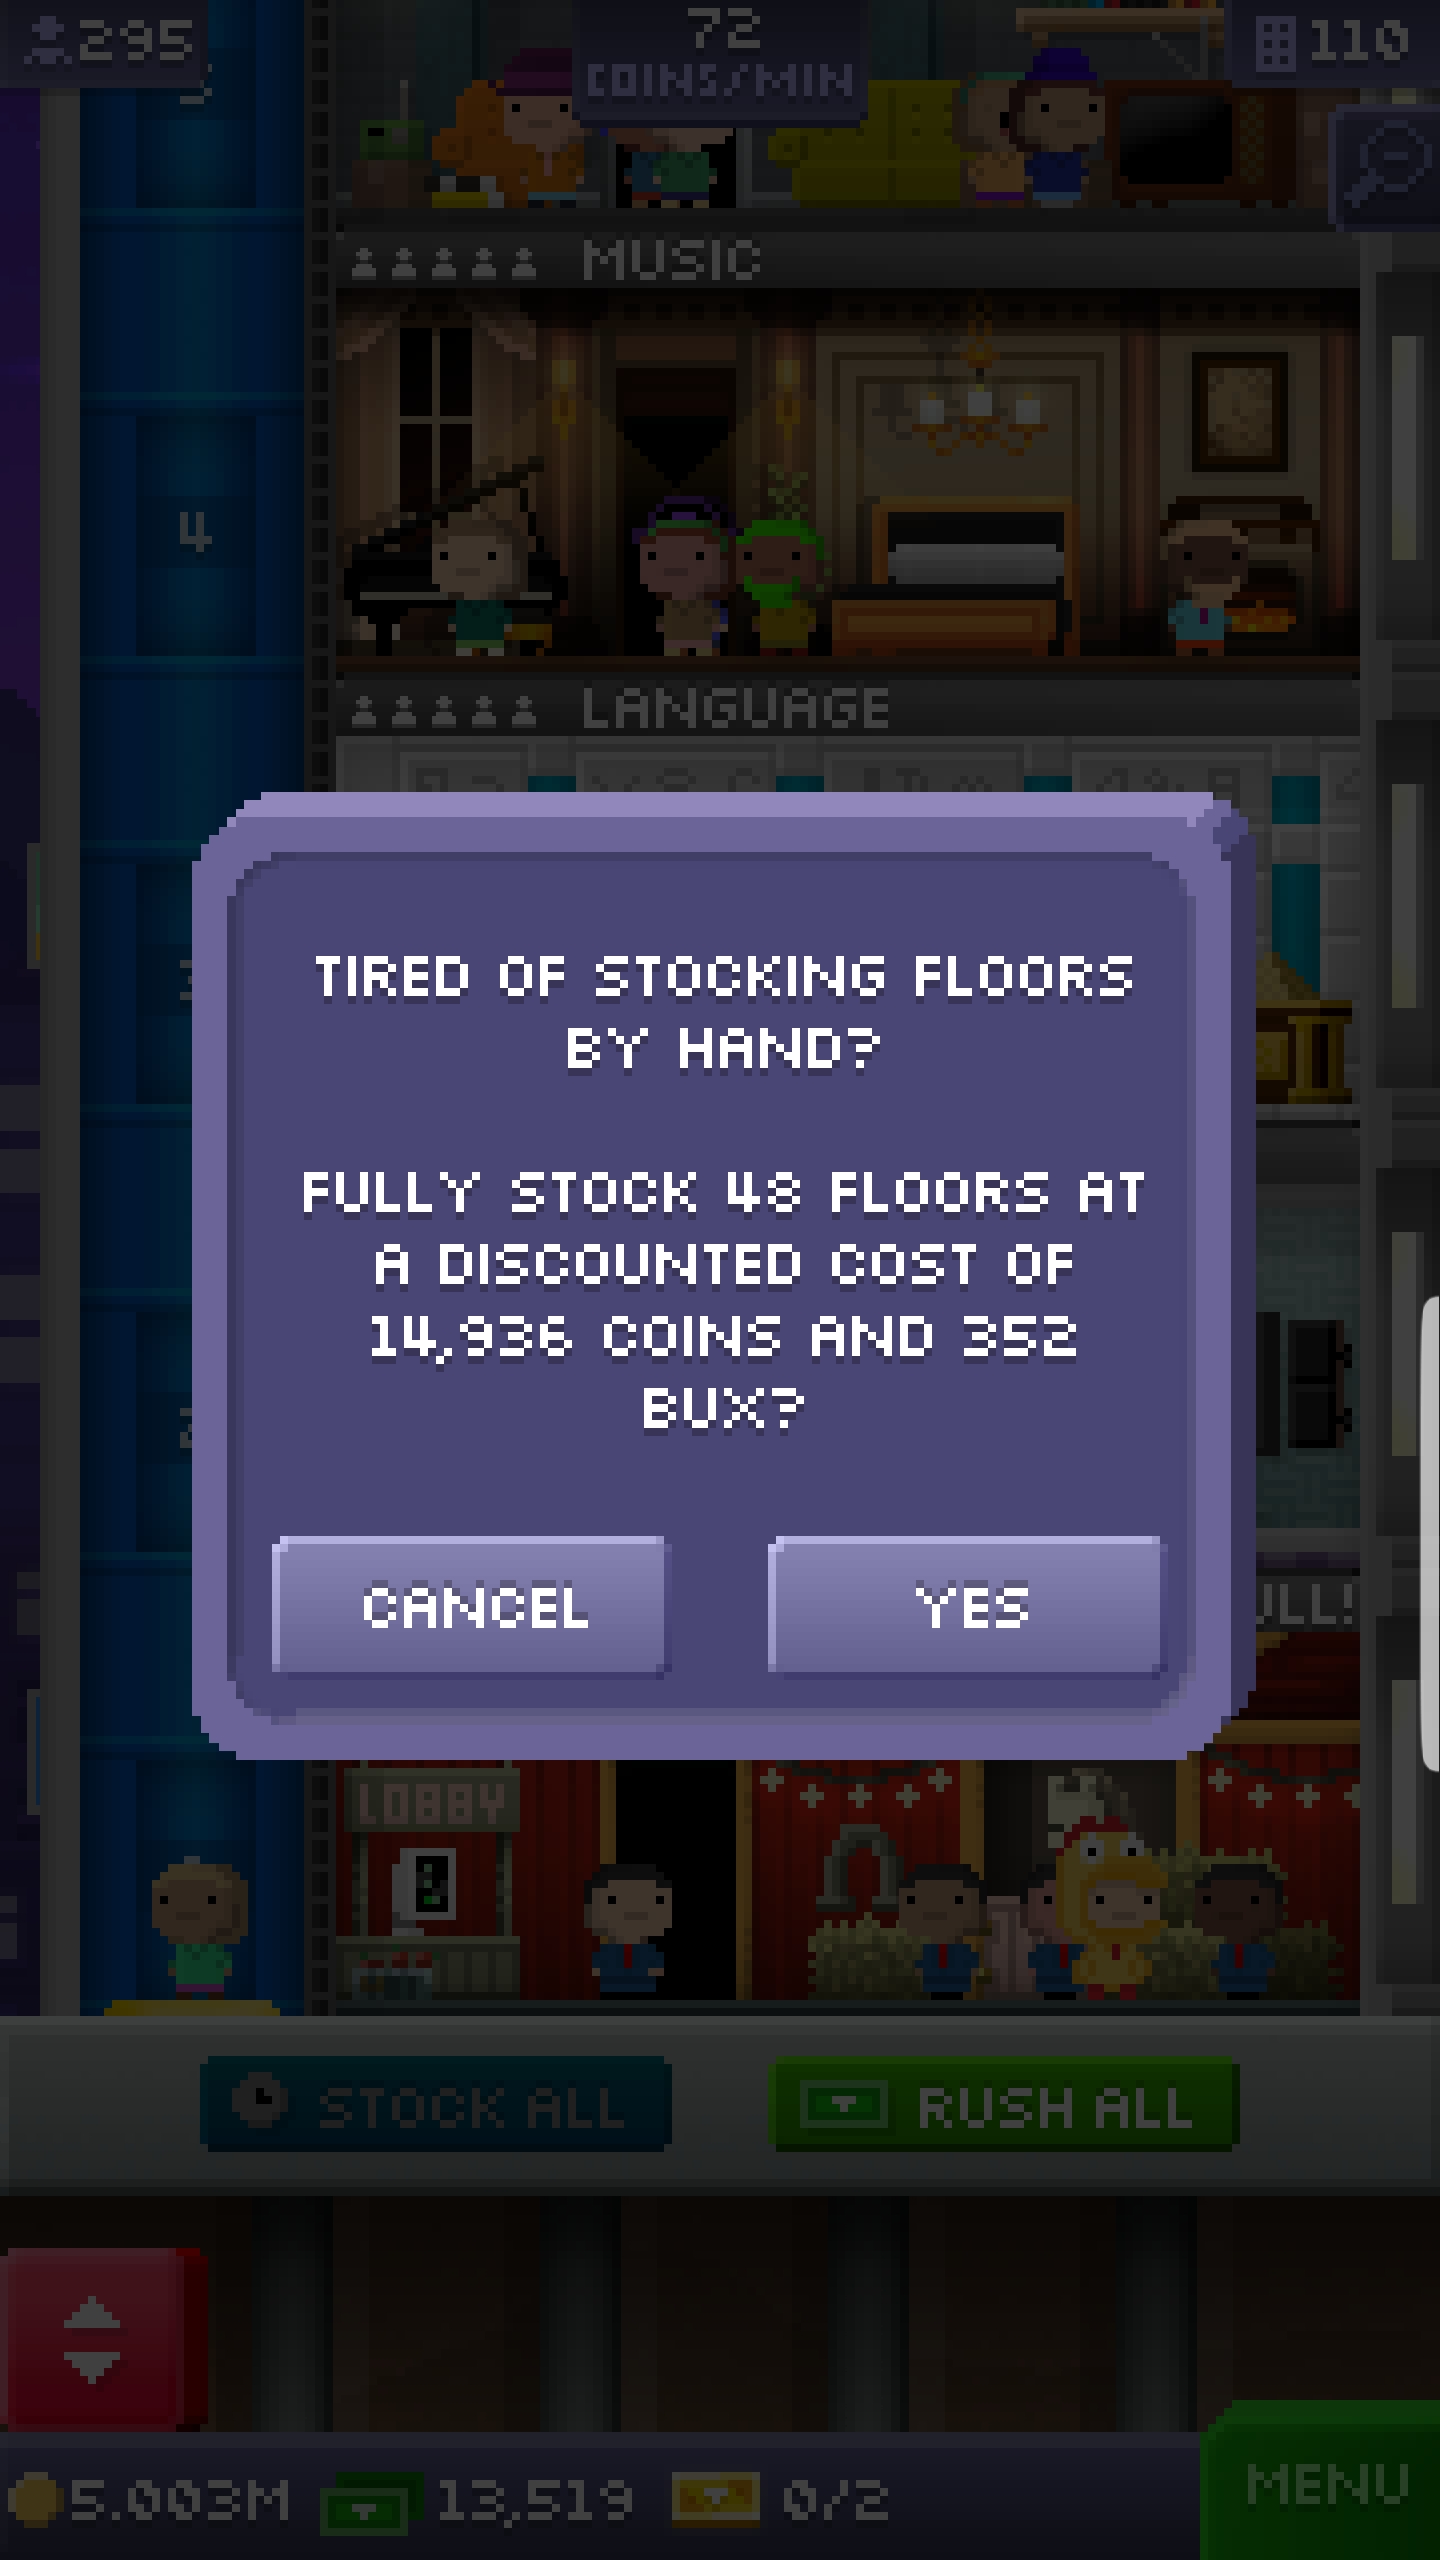 295
72
COINS/MIN
110
MUSIC
4
LANGUAGE
TIRED OF STOCKING FLOORS
BY HAND?
FULLY STOCK 48 FLOORS AT
A DISCOUNTED COST OF
14,936 COINS AND 352
BUX?
CANCEL
YES
LOBBY
STOCK ALL
RUSH ALL
5.003M
13,519
0/2
MENU